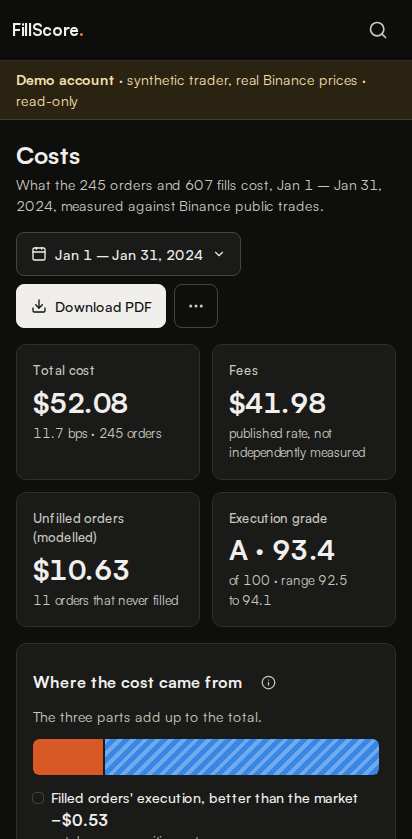 FillScore.
Demo account · synthetic trader, real Binance prices ·
read-only
Costs
What the 245 orders and 607 fills cost, Jan 1 – Jan 31,
2024, measured against Binance public trades.
Jan 1 – Jan 31, 2024
Download PDF
Total cost
$52.08
11.7 bps · 245 orders
Fees
$41.98
published rate, not
independently measured
Unfilled orders
(modelled)
$10.63
11 orders that never filled
Execution grade
A · 93.4
of 100 · range 92.5
to 94.1
Where the cost came from
The three parts add up to the total.
Filled orders' execution, better than the market
−$0.53